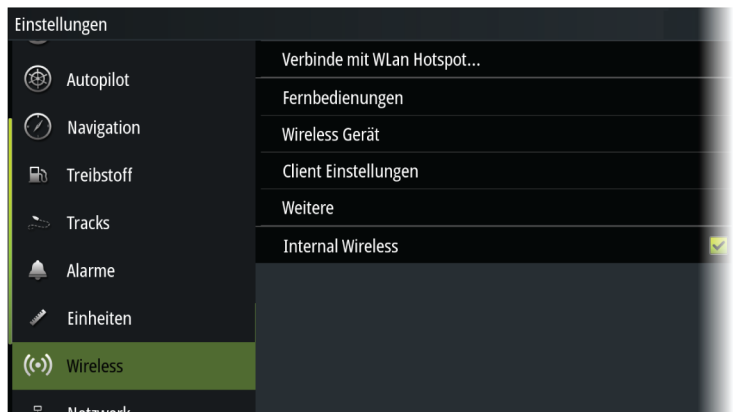 Einstellungen
Autopilot
Navigation
Treibstoff
Tracks
Alarme
Einheiten
Wireless
Netzwerk
Verbinde mit WLan Hotspot...
Fernbedienungen
Wireless Gerät
Client Einstellungen
Weitere
Internal Wireless